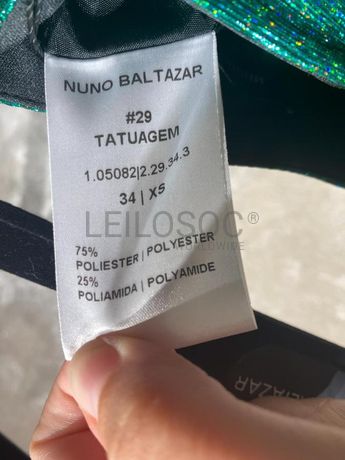 NUNO BALTAZAR
#29
TATUAGEM
1.05082|2.29.34.3
34 | XS
LEILOSOC®
WORLDWIDE
75%
POLIESTER | POLYESTER
25%
POLIAMIDA | POLYAMIDE